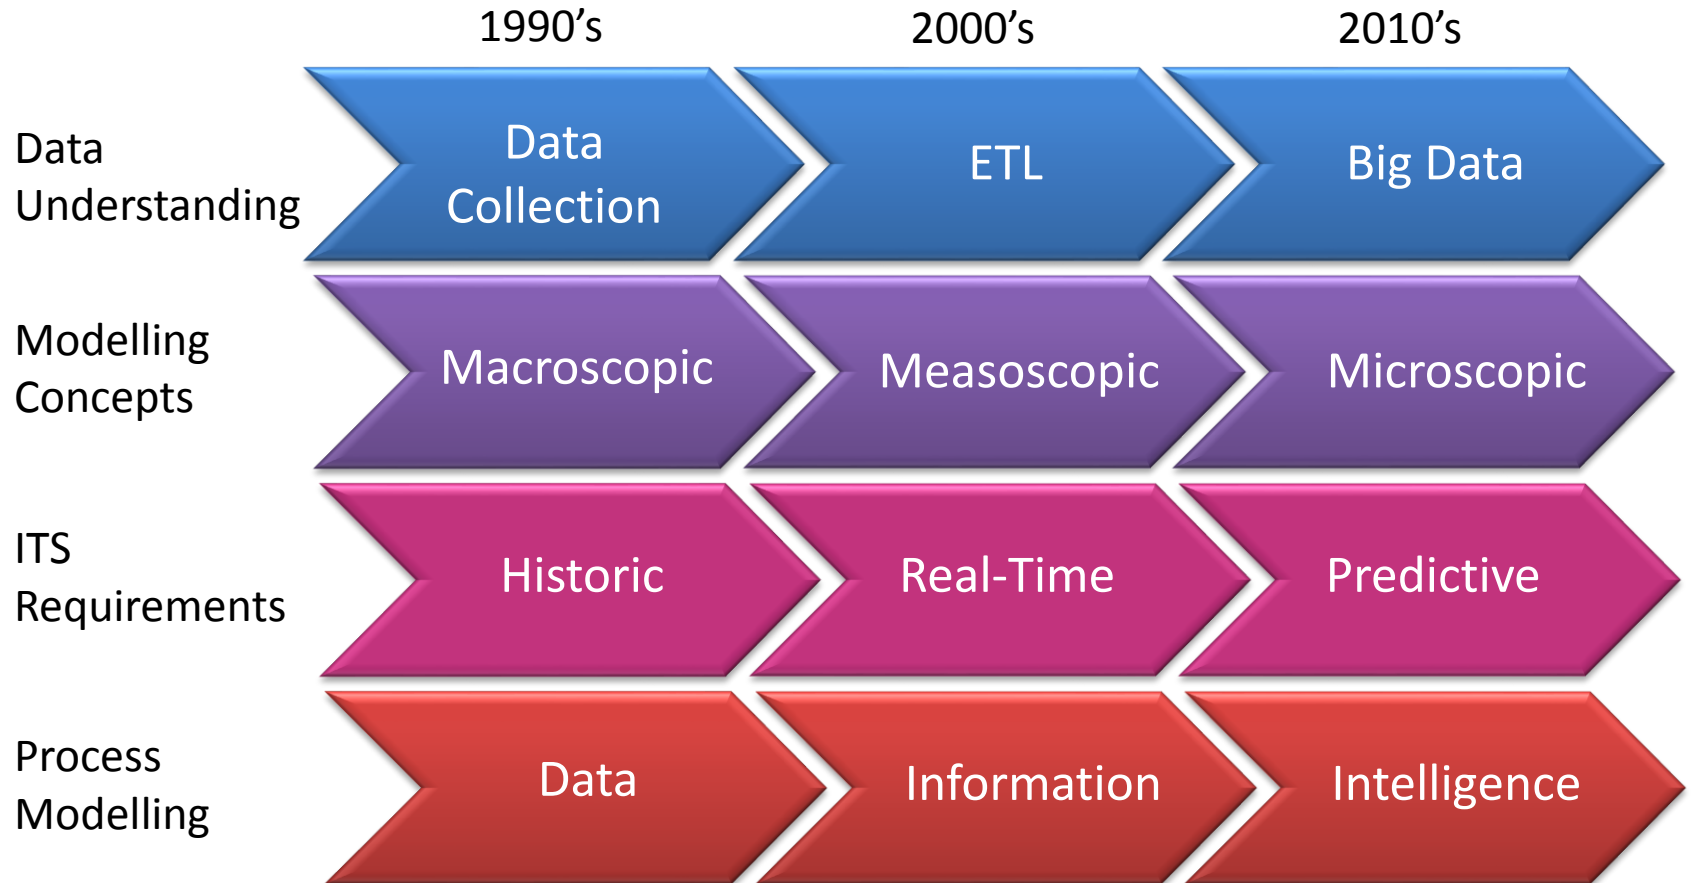 1990’s 2000’s 2010’s
Data
Understanding
Data
Collection
ETL
Big Data
Modelling
Concepts
Macroscopic
Measoscopic
Microscopic
ITS
Requirements
Historic
Real-Time
Predictive
Process
Modelling
Data
Information
Intelligence